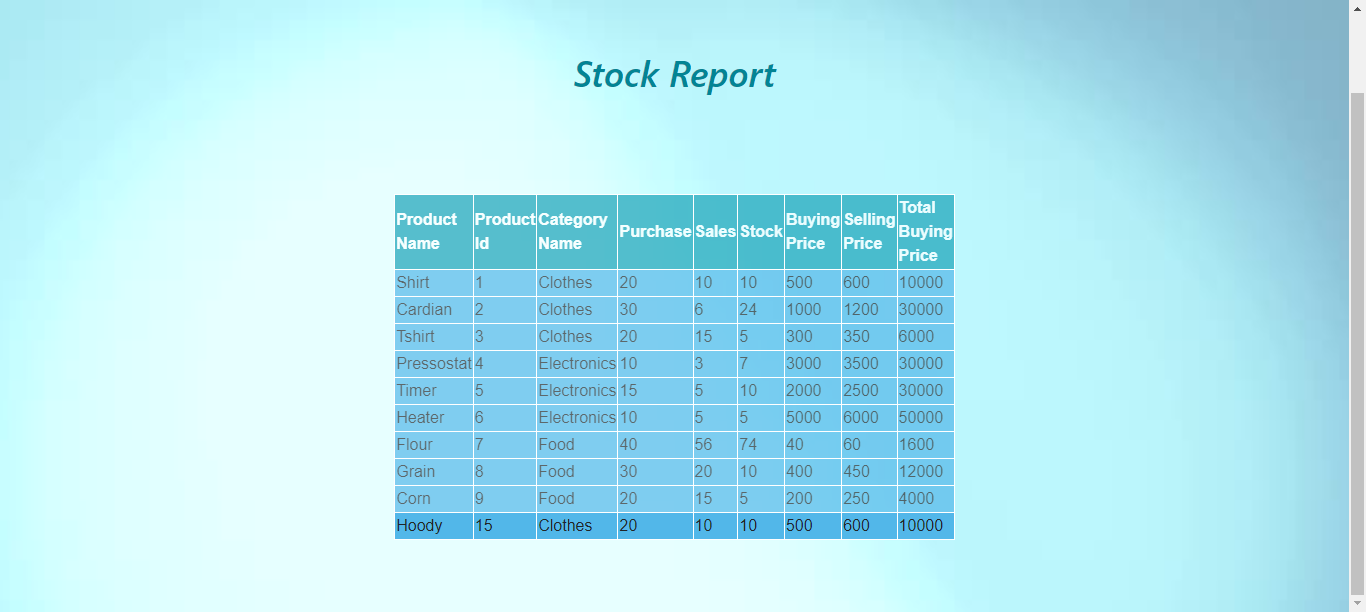 Stock Report
Product Name Product Id Category Name Purchase Sales Stock Buying Price Selling Price Total Buying Price
Shirt 1 Clothes 20 10 10 500 600 10000
Cardian 2 Clothes 30 6 24 1000 1200 30000
Tshirt 3 Clothes 20 15 5 300 350 6000
Pressostat 4 Electronics 10 3 7 3000 3500 30000
Timer 5 Electronics 15 5 10 2000 2500 30000
Heater 6 Electronics 10 5 5 5000 6000 50000
Flour 7 Food 40 56 74 40 60 1600
Grain 8 Food 30 20 10 400 450 12000
Corn 9 Food 20 15 5 200 250 4000
Hoody 15 Clothes 20 10 10 500 600 10000